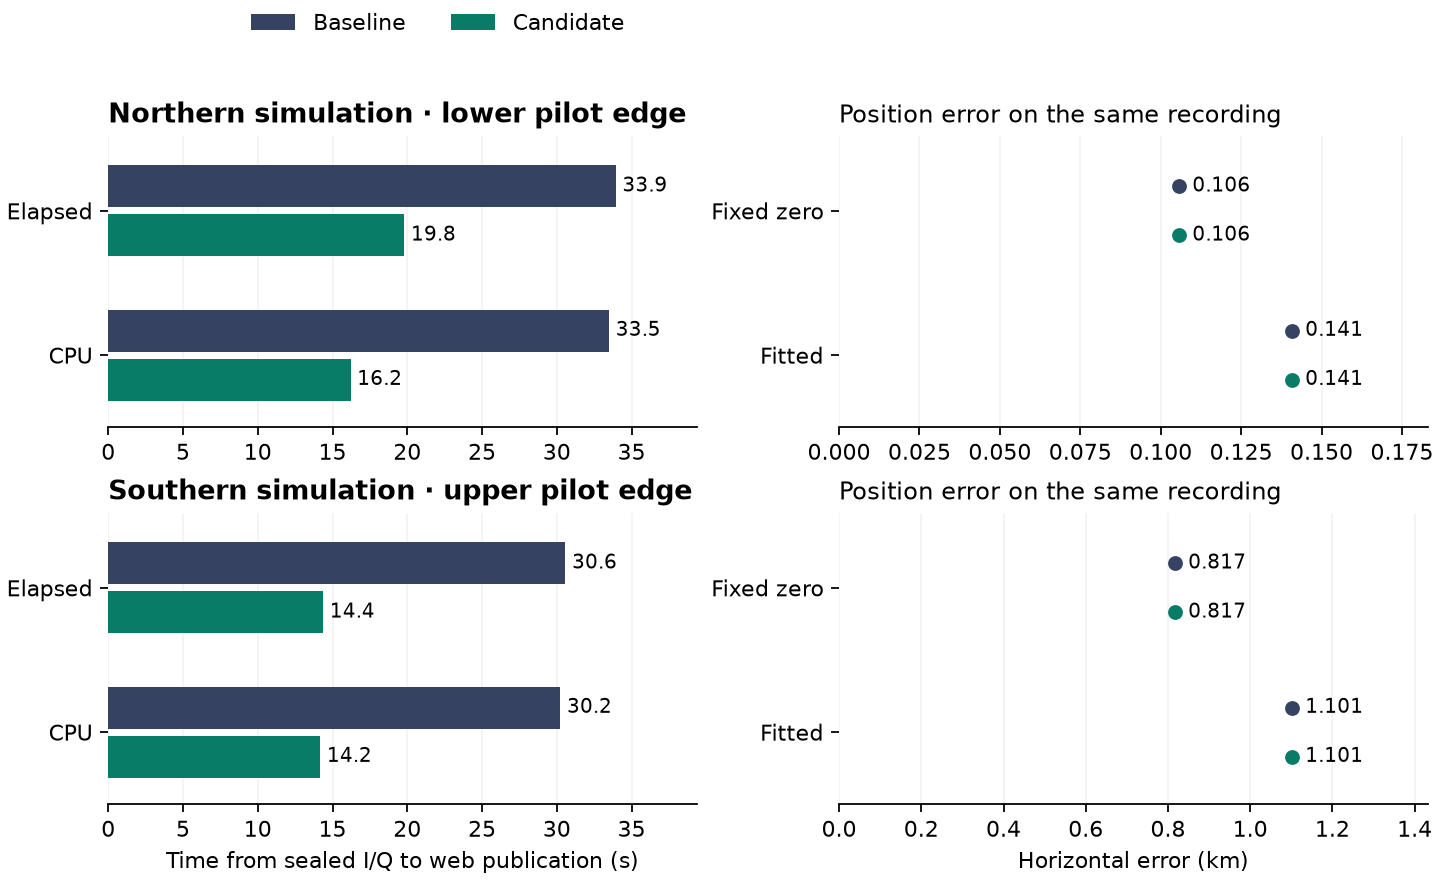 Baseline Candidate
Northern simulation · lower pilot edge
Elapsed
33.9
19.8
CPU
33.5
16.2
0 5 10 15 20 25 30 35
Position error on the same recording
Fixed zero
0.106
0.106
Fitted
0.141
0.141
0.000 0.025 0.050 0.075 0.100 0.125 0.150 0.175
Southern simulation · upper pilot edge
Elapsed
30.6
14.4
CPU
30.2
14.2
0 5 10 15 20 25 30 35
Time from sealed I/Q to web publication (s)
Position error on the same recording
Fixed zero
0.817
0.817
Fitted
1.101
1.101
0.0 0.2 0.4 0.6 0.8 1.0 1.2 1.4
Horizontal error (km)